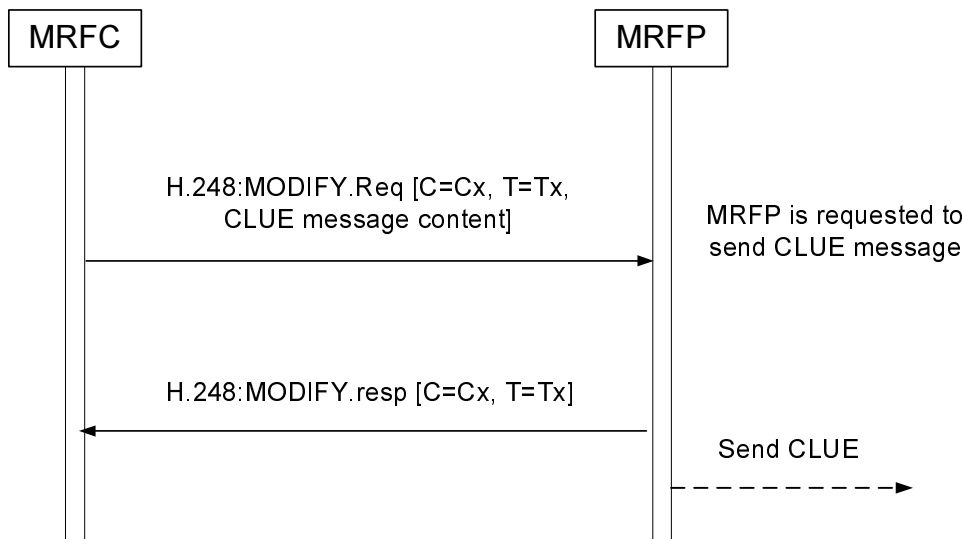 MRFC
MRFP
H.248:MODIFY.Req [C=Cx, T=Tx,
CLUE message content]
MRFP is requested to
send CLUE message
H.248:MODIFY.resp [C=Cx, T=Tx]
Send CLUE